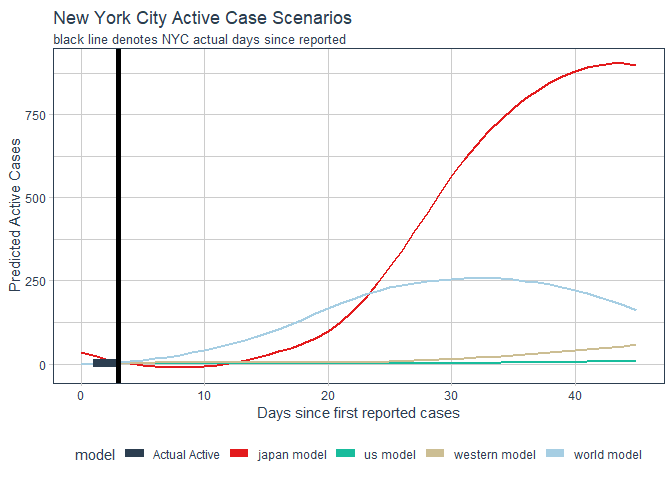 New York City Active Case Scenarios
black line denotes NYC actual days since reported
Predicted Active Cases
750
500
250
0
0 10 20 30 40
Days since first reported cases
model Actual Active japan model us model western model world model